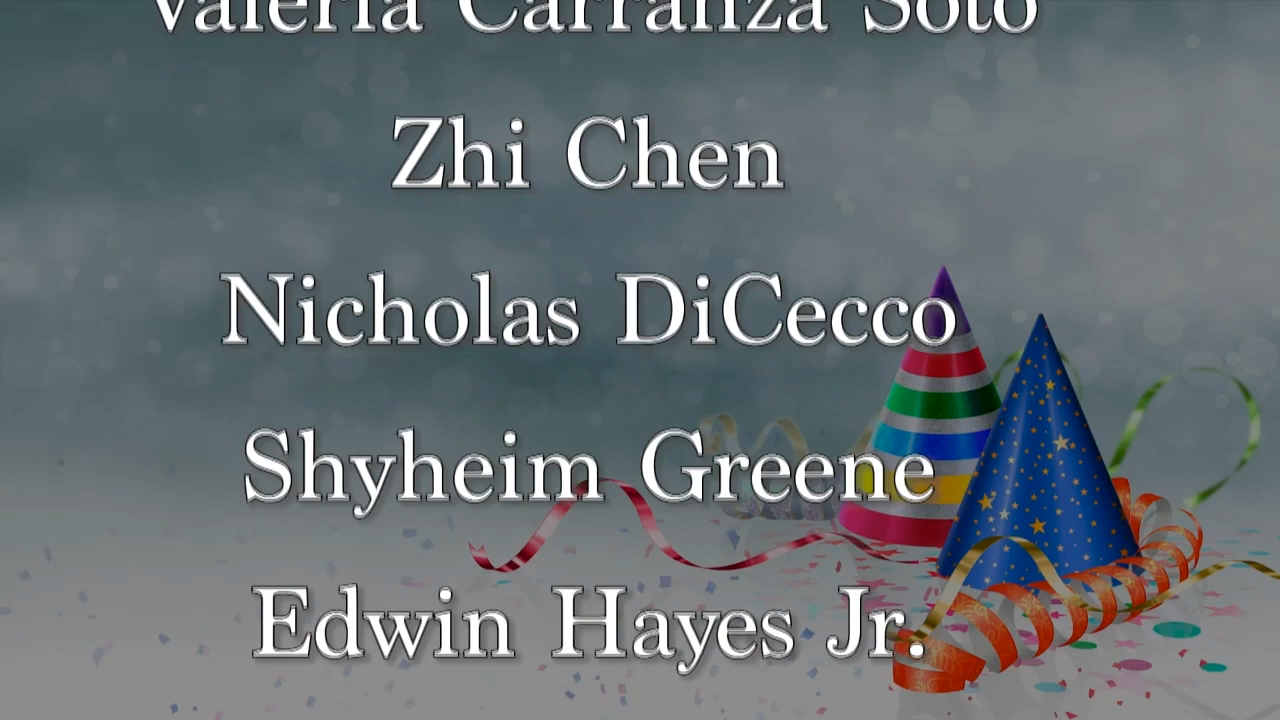 Valeria Carranza Soto
Zhi Chen
Nicholas DiCecco
Shyheim Greene
Edwin Hayes Jr.